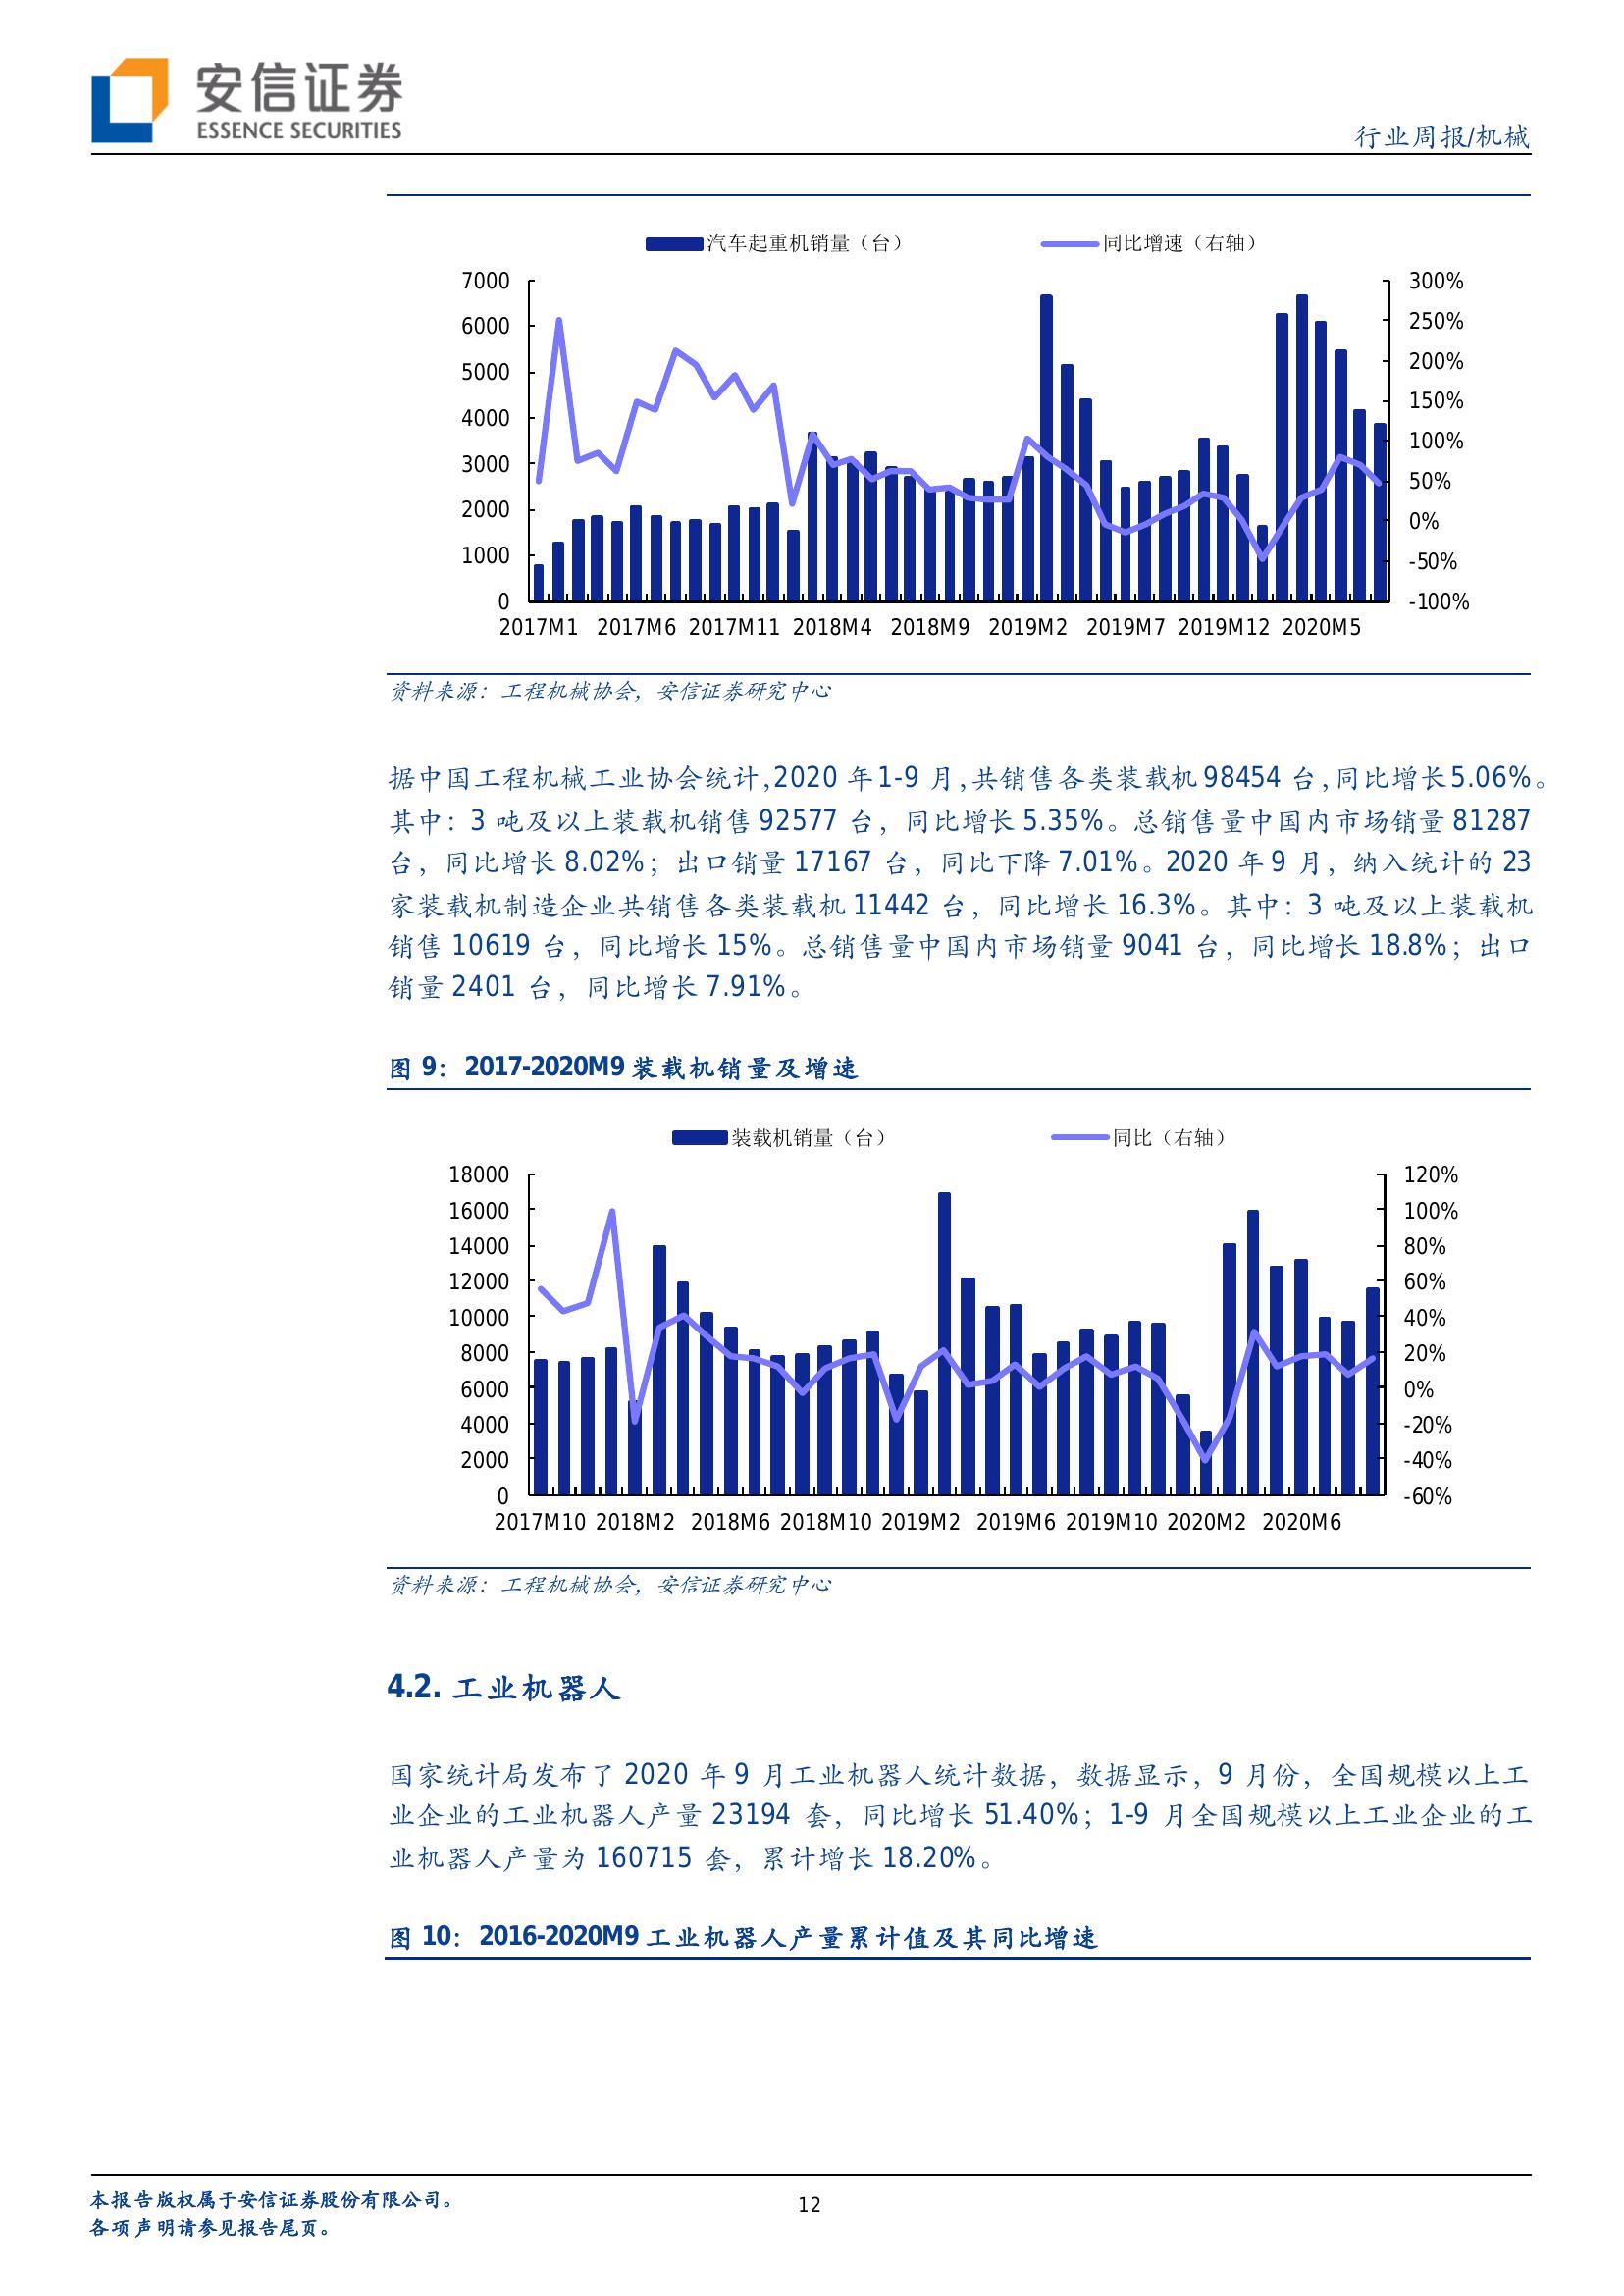 安信证券
ESSENCE SECURITIES
行业周报/机械
汽车起重机销量（台） 同比增速（右轴）
7000 300%
6000 250%
5000 200%
4000 150%
3000 100%
2000 50%
1000 0%
0 -50%
-100%
2017M1 2017M6 2017M11 2018M4 2018M9 2019M2 2019M7 2019M12 2020M5
资料来源：工程机械协会，安信证券研究中心
据中国工程机械工业协会统计,2020 年1-9 月,共销售各类装载机98454 台,同比增长5.06%。
其中：3 吨及以上装载机销售 92577 台，同比增长 5.35%。总销售量中国内市场销量 81287
台，同比增长 8.02%；出口销量 17167 台，同比下降 7.01%。2020 年 9 月，纳入统计的 23
家装载机制造企业共销售各类装载机 11442 台，同比增长 16.3%。其中：3 吨及以上装载机
销售 10619 台，同比增长 15%。总销售量中国内市场销量 9041 台，同比增长 18.8%；出口
销量 2401 台，同比增长 7.91%。
图 9：2017-2020M9 装载机销量及增速
装载机销量（台） 同比（右轴）
18000 120%
16000 100%
14000 80%
12000 60%
10000 40%
8000 20%
6000 0%
4000 -20%
2000 -40%
0 -60%
2017M10 2018M2 2018M6 2018M10 2019M2 2019M6 2019M10 2020M2 2020M6
资料来源：工程机械协会，安信证券研究中心
4.2. 工业机器人
国家统计局发布了 2020 年 9 月工业机器人统计数据，数据显示，9 月份，全国规模以上工
业企业的工业机器人产量 23194 套，同比增长 51.40%；1-9 月全国规模以上工业企业的工
业机器人产量为 160715 套，累计增长 18.20%。
图 10：2016-2020M9 工业机器人产量累计值及其同比增速
本报告版权属于安信证券股份有限公司。
12
各项声明请参见报告尾页。